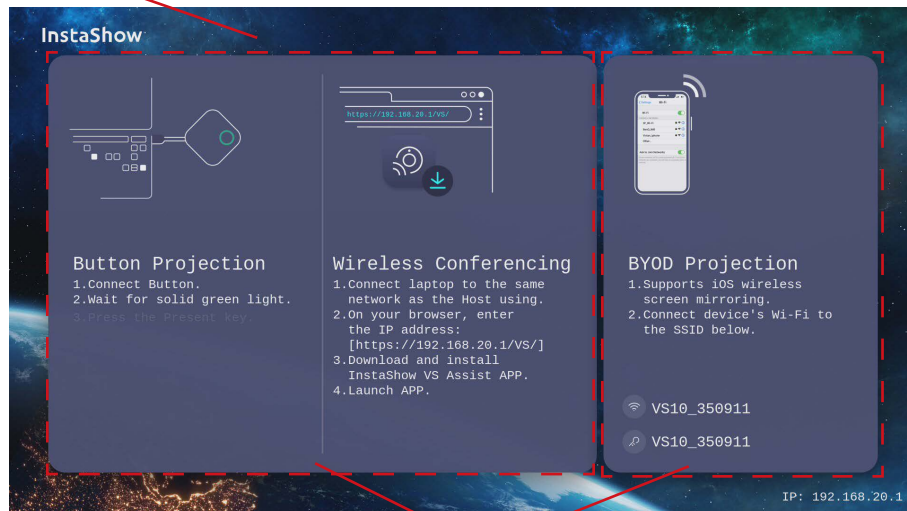 InstaShow
https://192.168.20.1/VS/
Button Projection
1.Connect Button.
2.Wait for solid green light.
3.Press the Present key.
Wireless Conferencing
1.Connect laptop to the same
network as the Host using.
2.On your browser, enter
the IP address:
[https://192.168.20.1/VS/]
3.Download and install
InstaShow VS Assist APP.
4.Launch APP.
Wi-Fi
BYOD Projection
1.Supports iOS wireless
screen mirroring.
2.Connect device's Wi-Fi to
the SSID below.
VS10_350911
VS10_350911
IP: 192.168.20.1